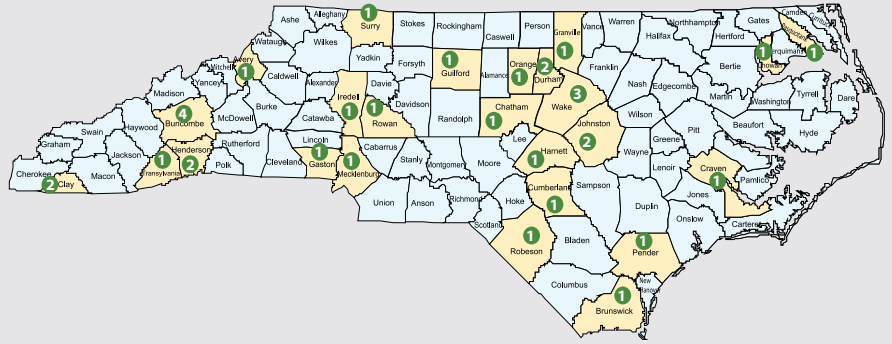 Ashe
Alleghany
1
Surry
Stokes
Rockingham
Caswell
Person
Granville
1
Vance
Warren
Northhampton
Gates
Camden
Watauga
Wilkes
Yadkin
Forsyth
1
Guilford
Alamance
Orange
1
2
Durham
Franklin
Halifax
Hertford
1
1
Bertie
Avery
1
Mitchell
Yancey
Caldwell
Alexander
Iredell
1
Davie
Davidson
Randolph
Chatham
1
Wake
3
Nash
Edgecombe
Martin
Washington
Tyrrell
Dare
Madison
4
Buncombe
McDowell
Burke
Catawba
1
Rowan
Johnston
2
Wilson
Pitt
Beaufort
Hyde
Haywood
Swain
Graham
Cherokee
2
Clay
Macon
Jackson
1
Transylvania
Henderson
2
Polk
Rutherford
Cleveland
Lincoln
1
Gaston
1
Mecklenburg
Cabarrus
Stanly
Montgomery
Moore
Lee
1
Harnett
Wayne
Greene
Lenoir
Craven
1
Pamlico
Jones
Carteret
Union
Anson
Richmond
Scotland
Hoke
Cumberland
1
Sampson
Duplin
Onslow
1
Robeson
Bladen
1
Pender
Columbus
New
Hanover
1
Brunswick